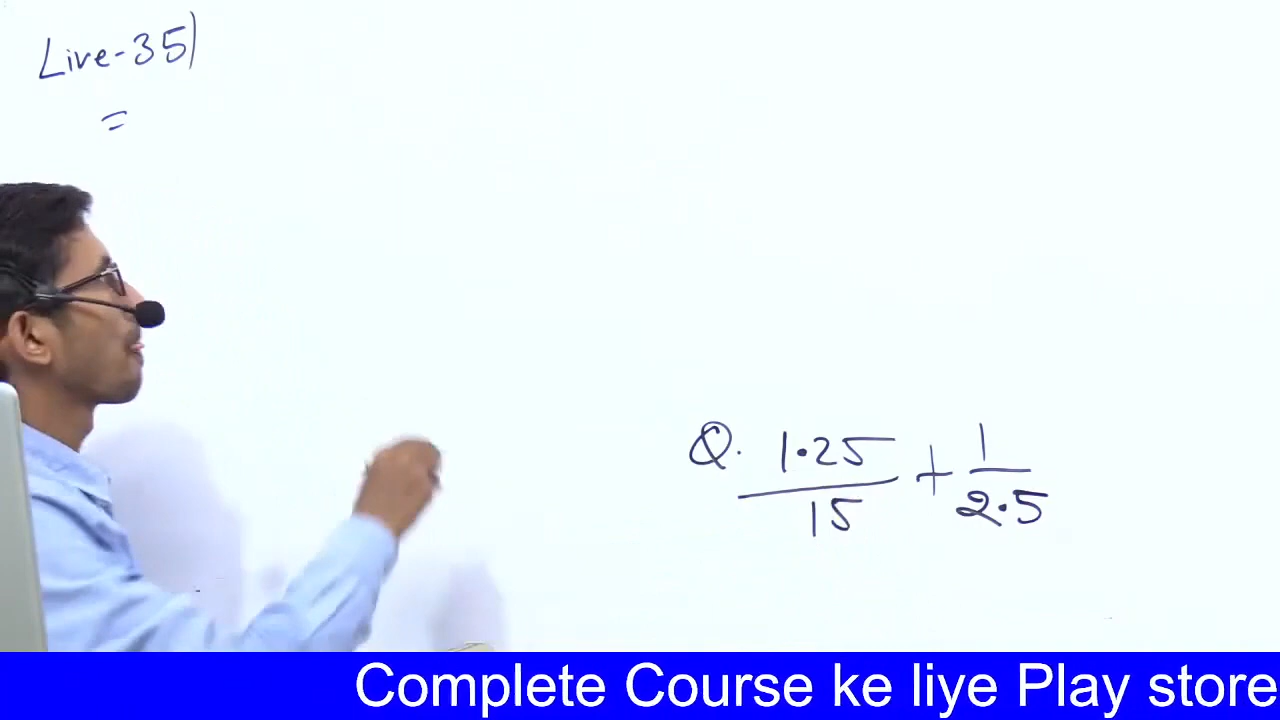 Live-35)
=
Q. 1.25/15 + 1/2.5
Complete Course ke liye Play store